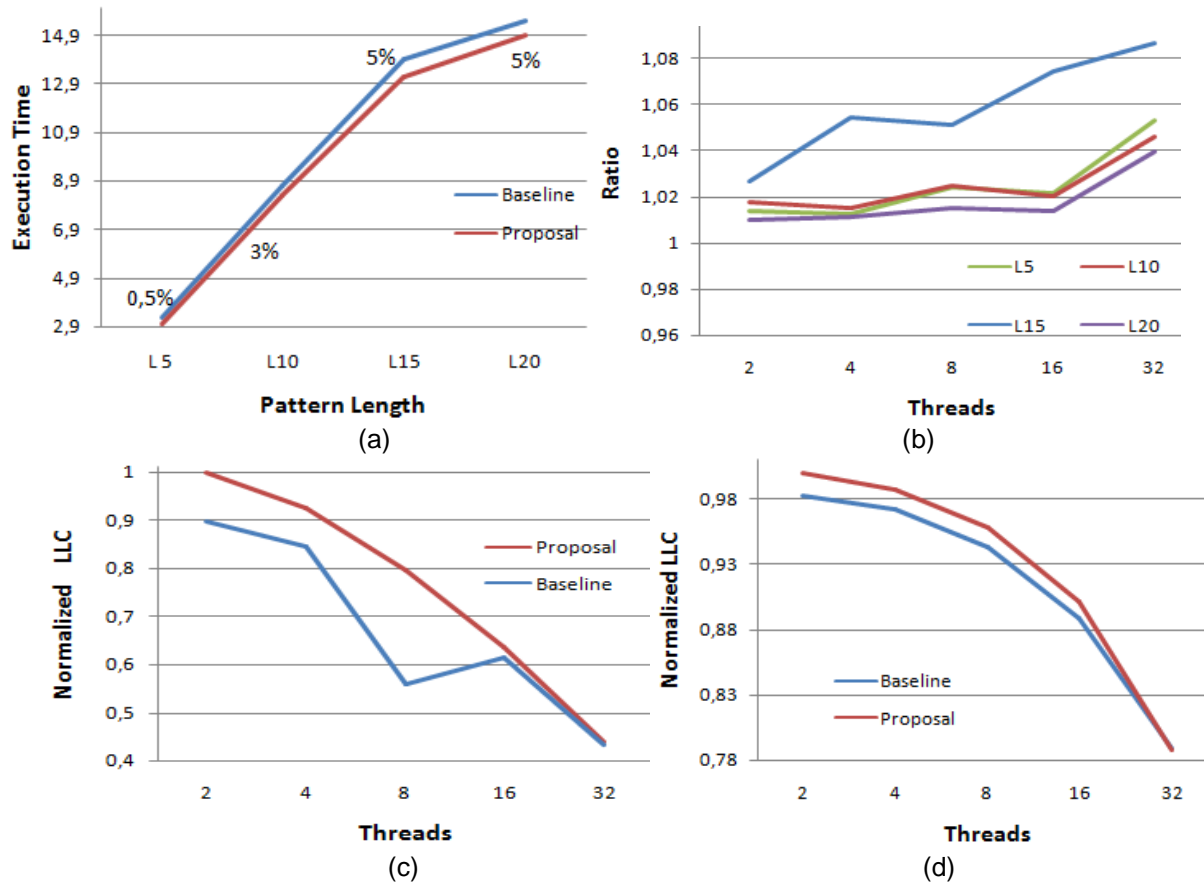 14,9
12,9
10,9
8,9
6,9
4,9
2,9
Execution Time
5%
5%
3%
0,5%
Baseline
Proposal
L5
L10
L15
L20
Pattern Length
(a)
1,08
1,06
1,04
1,02
1
0,98
0,96
Ratio
L5
L10
L15
L20
2
4
8
16
32
Threads
(b)
1
0,9
0,8
0,7
0,6
0,5
0,4
Normalized LLC
Proposal
Baseline
2
4
8
16
32
Threads
(c)
0,98
0,93
0,88
0,83
0,78
Normalized LLC
Baseline
Proposal
2
4
8
16
32
Threads
(d)